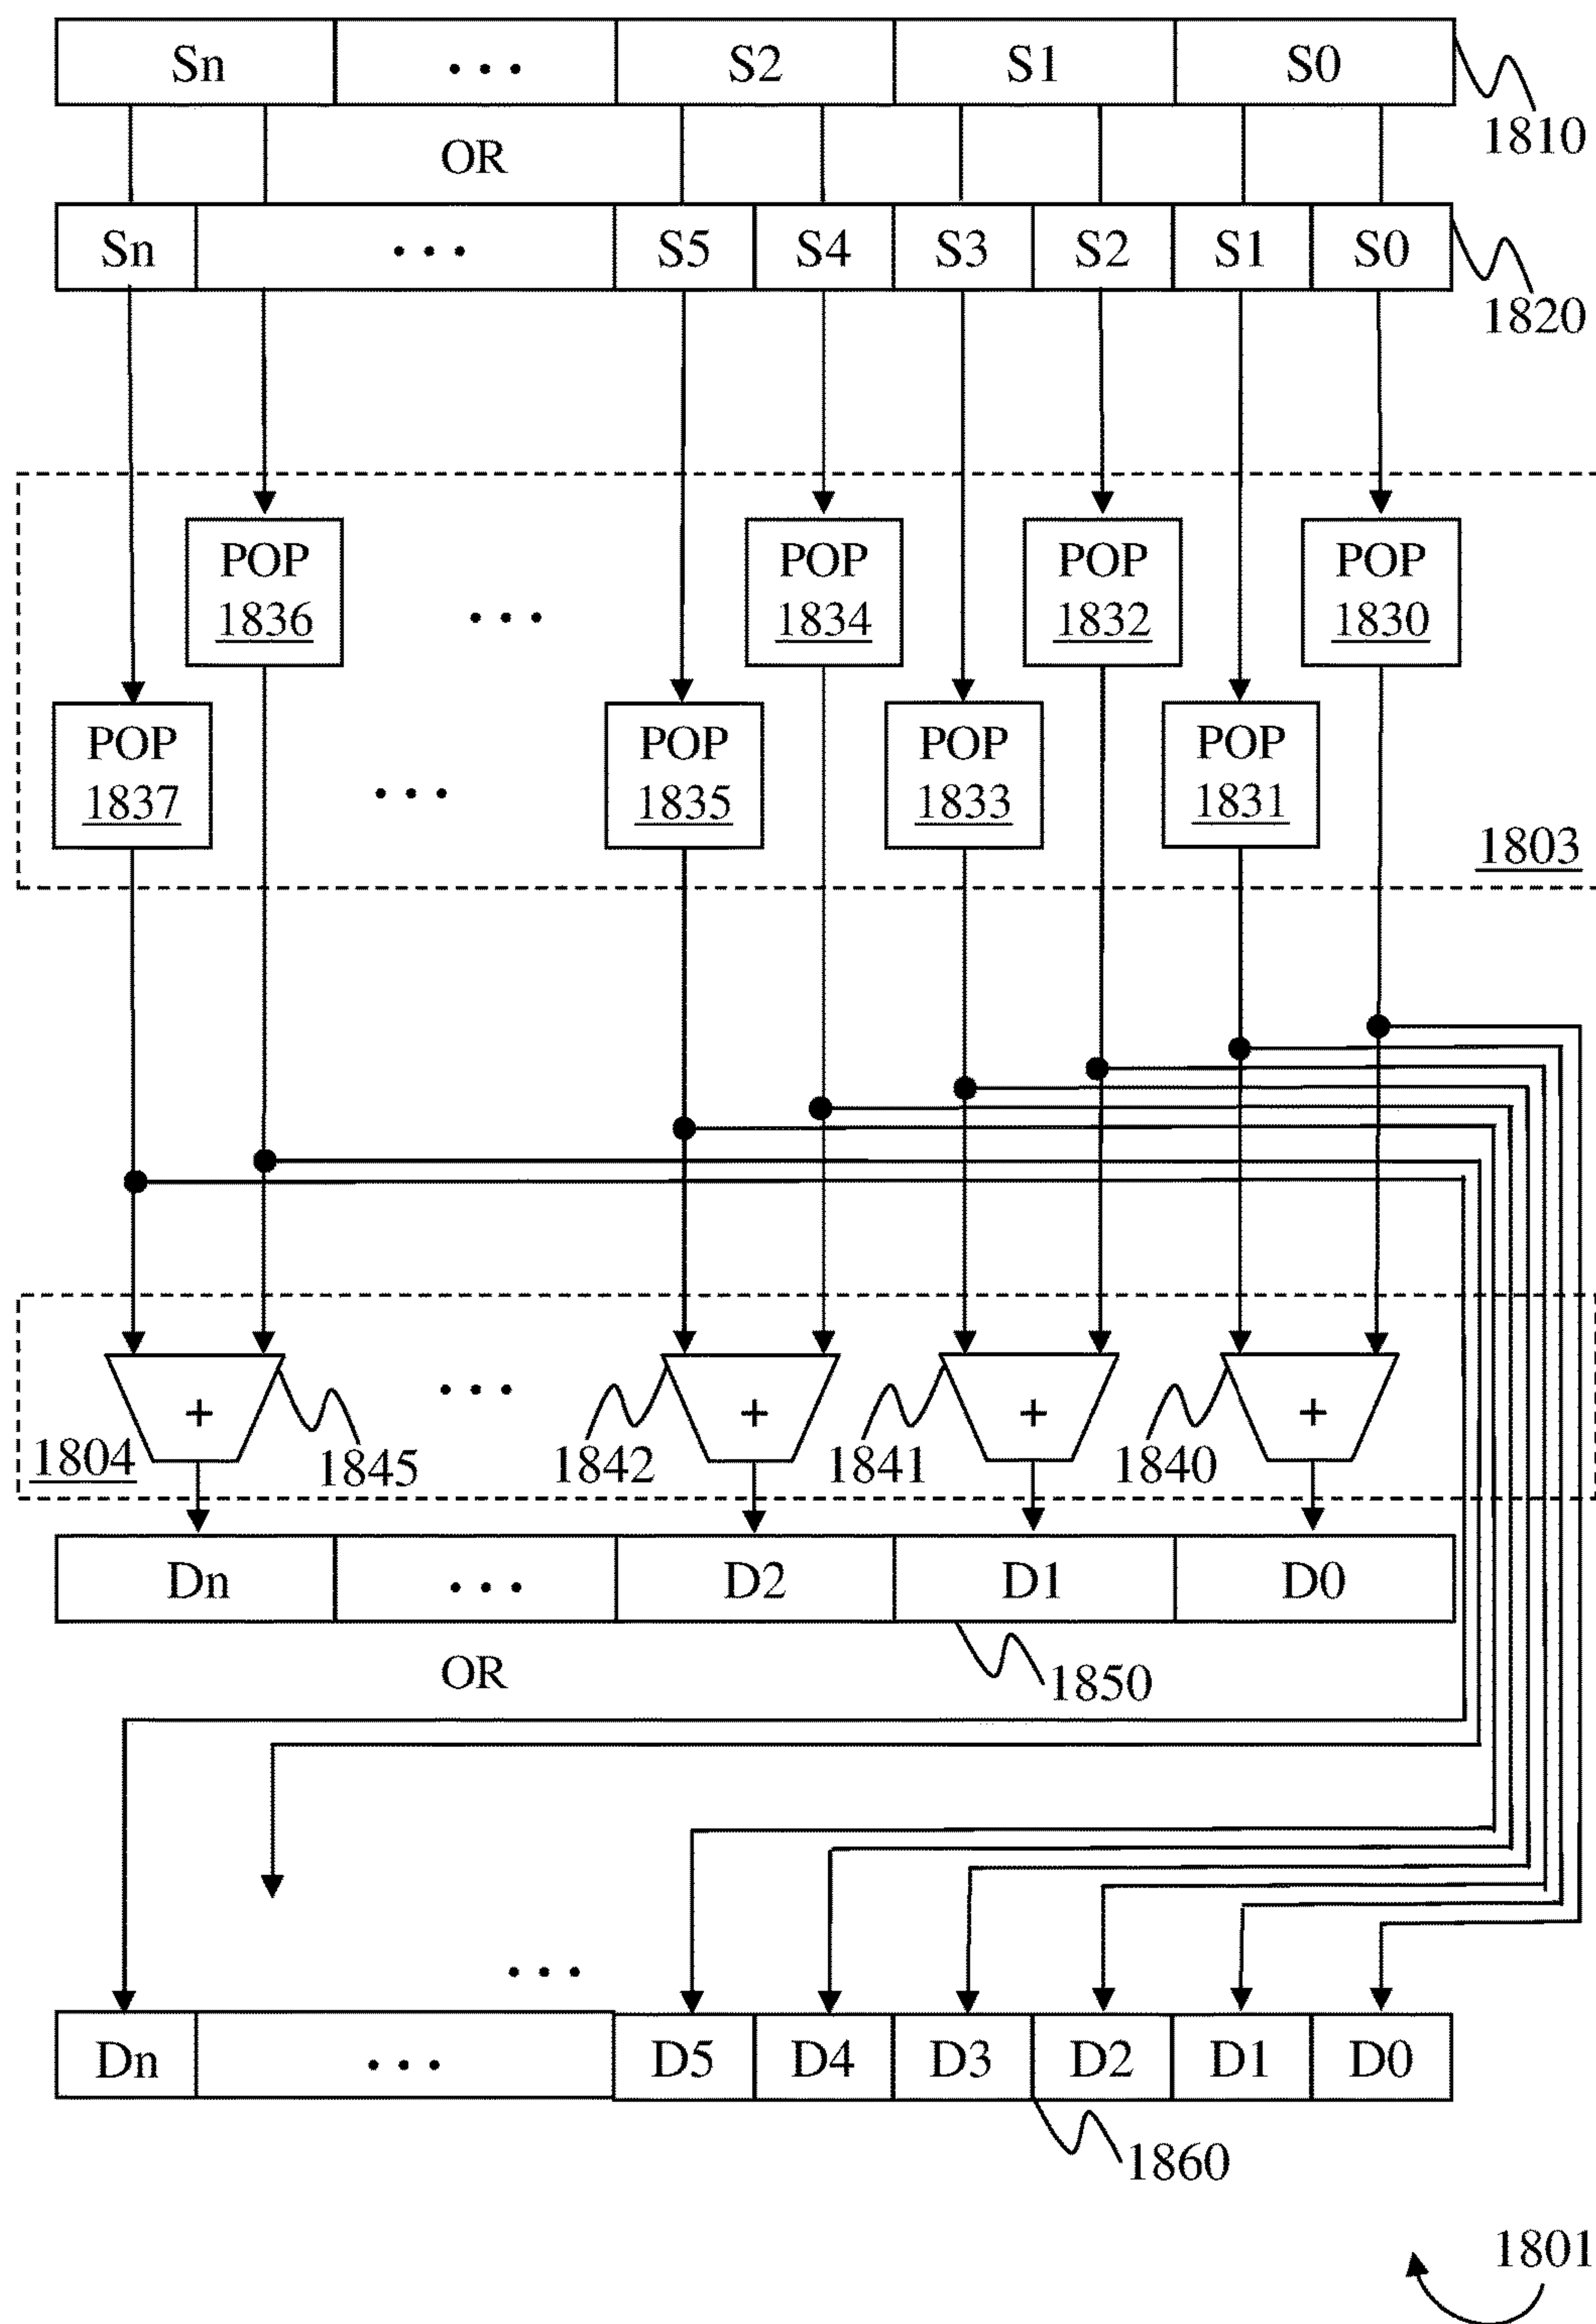 Sn ... S2 S1 S0
1810
OR
Sn ... S5 S4 S3 S2 S1 S0
1820
POP POP POP POP
1836 ... 1834 1832 1830
POP POP POP POP
1837 ... 1835 1833 1831
1803
+ ... + + +
1804 1845 1842 1841 1840
Dn ... D2 D1 D0
OR
1850
...
Dn ... D5 D4 D3 D2 D1 D0
1860
1801